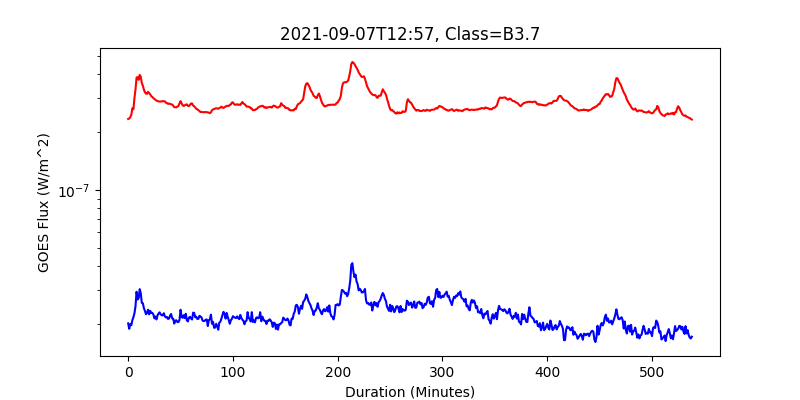 2021-09-07T12:57, Class=B3.7
GOES Flux (W/m^2)
10⁻⁷
0 100 200 300 400 500
Duration (Minutes)